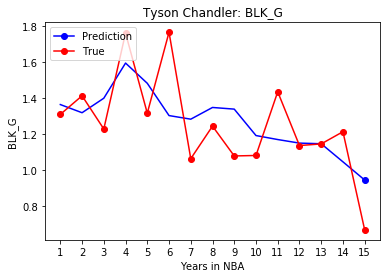 Tyson Chandler: BLK_G
Prediction
True
1.8
1.6
1.4
1.2
1.0
0.8
BLK_G
1 2 3 4 5 6 7 8 9 10 11 12 13 14 15
Years in NBA